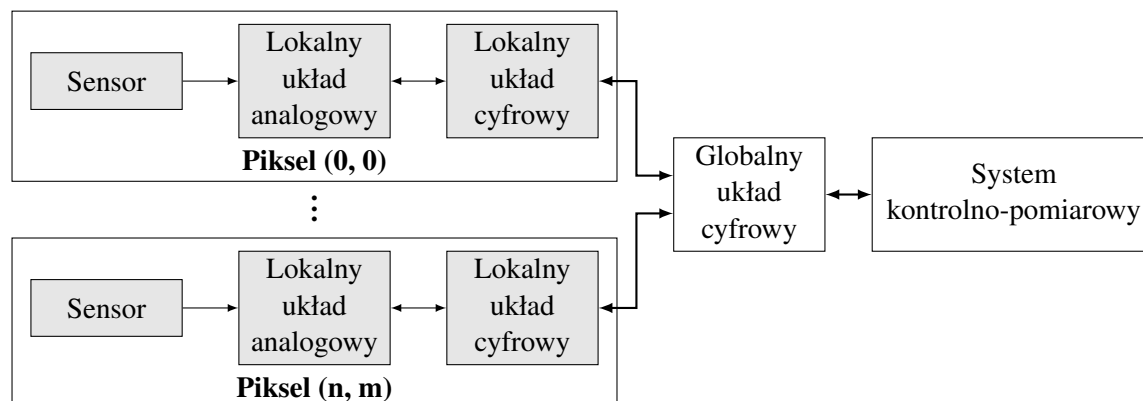 Sensor
Lokalny
układ
analogowy
Lokalny
układ
cyfrowy
Piksel (0, 0)
Globalny
układ
cyfrowy
System
kontrolno-pomiarowy
Sensor
Lokalny
układ
analogowy
Lokalny
układ
cyfrowy
Piksel (n, m)